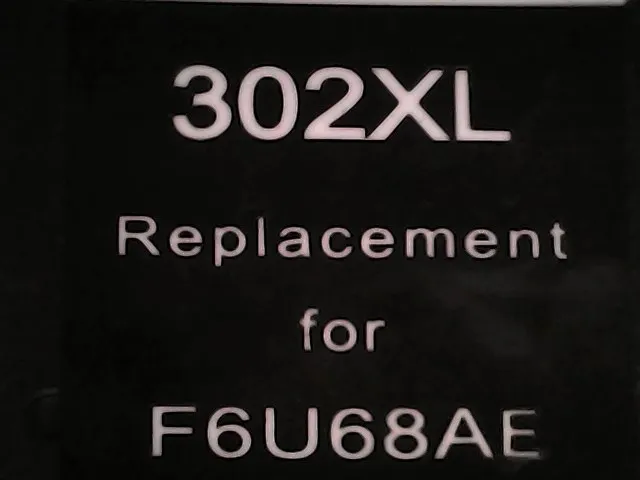 302XL
Replacement
for
F6U68AE